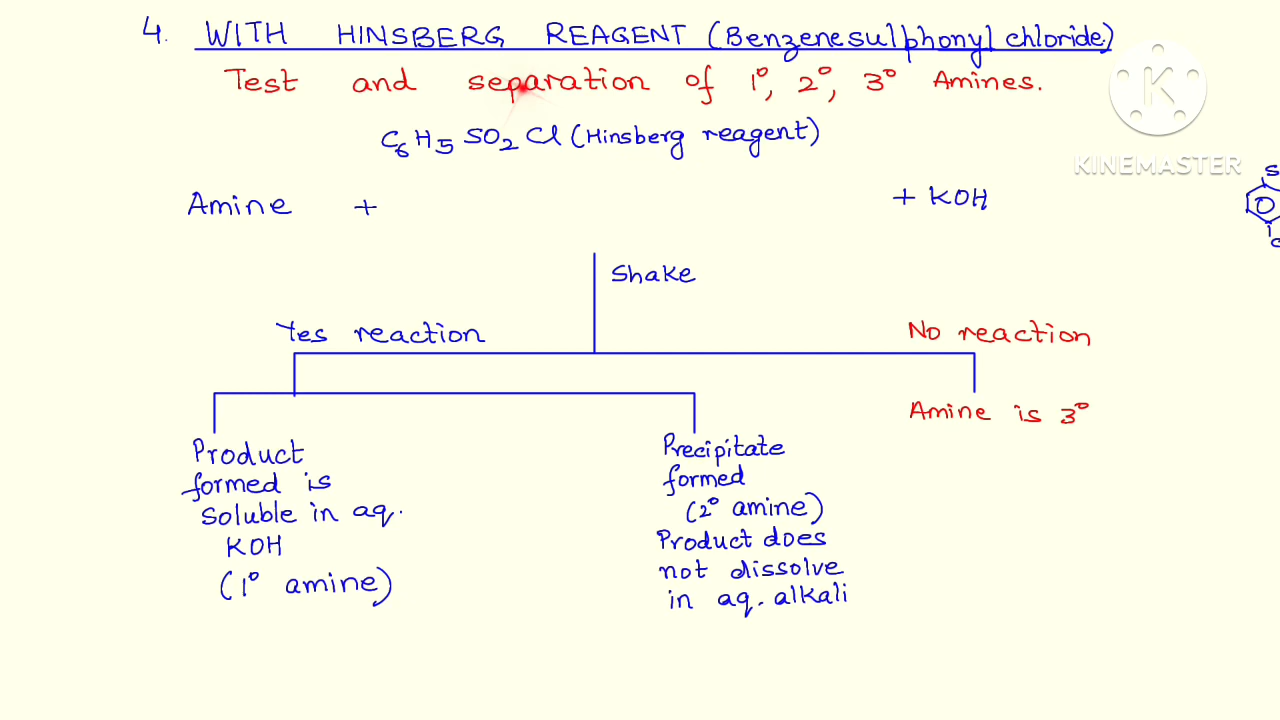 4. WITH HINSBERG REAGENT (Benzenesulphonyl chloride)
Test and separation of 1°, 2°, 3° Amines.
C₆H₅SO₂Cl (Hinsberg reagent)
K
KINEMASTER
Amine + + KOH
S
O
C
Shake
Yes reaction
No reaction
Amine is 3°
Product
formed is
soluble in aq.
KOH
(1° amine)
Precipitate
formed
(2° amine)
Product does
not dissolve
in aq. alkali